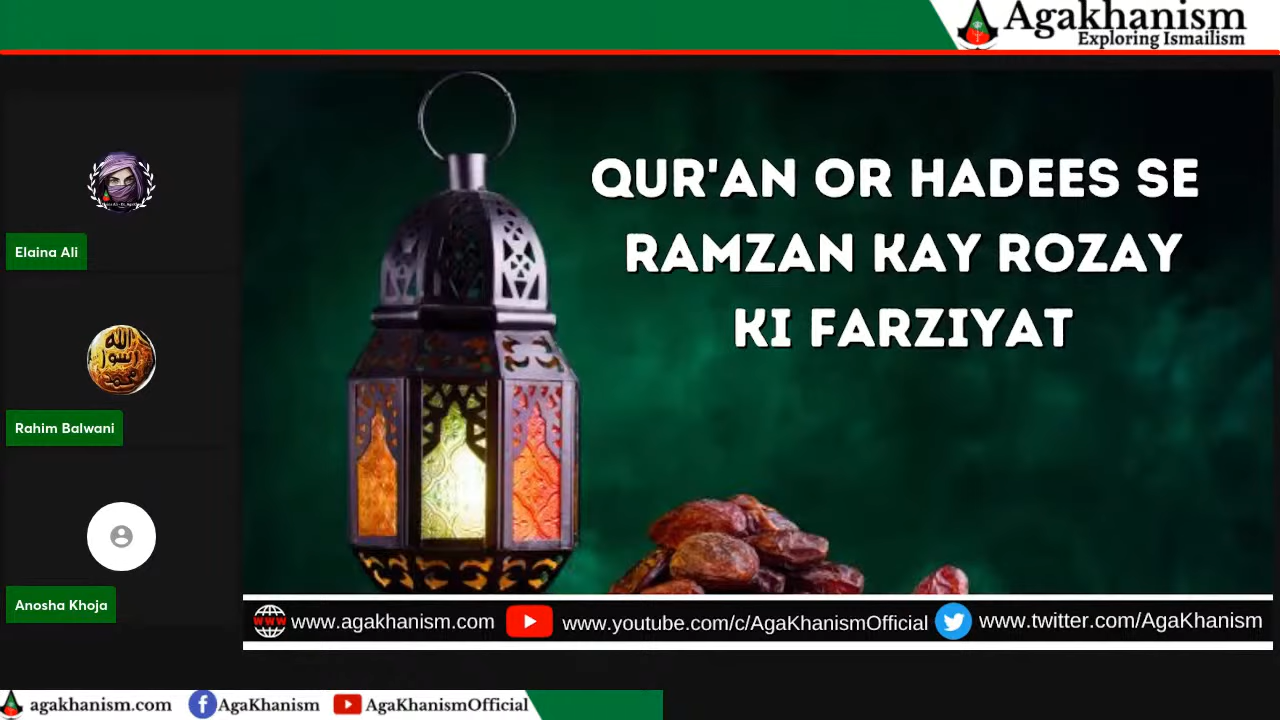 Agakhanism
Exploring Ismailism
Elaina Ali
Rahim Balwani
Anosha Khoja
QUR'AN OR HADEES SE
RAMZAN KAY ROZAY
KI FARZIYAT
www www.agakhanism.com www.youtube.com/c/AgaKhanismOfficial www.twitter.com/AgaKhanism
agakhanism.com AgaKhanism AgaKhanismOfficial